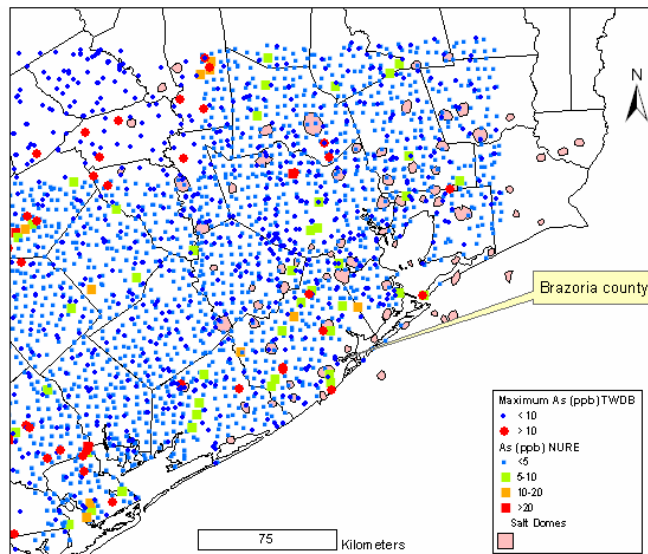 N
Brazoria county
Maximum As (ppb) TWDB
< 10
> 10
As (ppb) NURE
<5
5-10
10-20
>20
Salt Domes
75
Kilometers